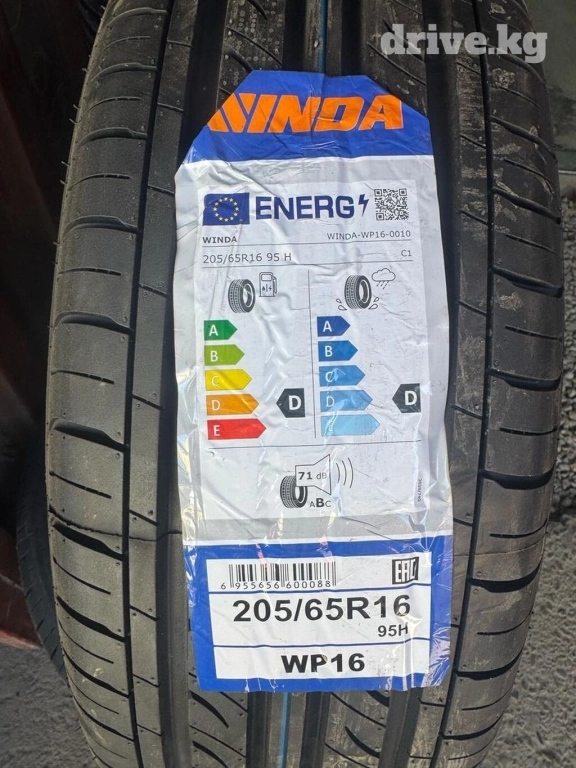 drive.kg
WINDA
ENERG
WINDA WINDA-WP16-0010
205/65R16 95 H C1
A A
B B
C C
D D D D
E E
71 dB
ABC
6 955656 600088
EAC
205/65R16
95H
WP16